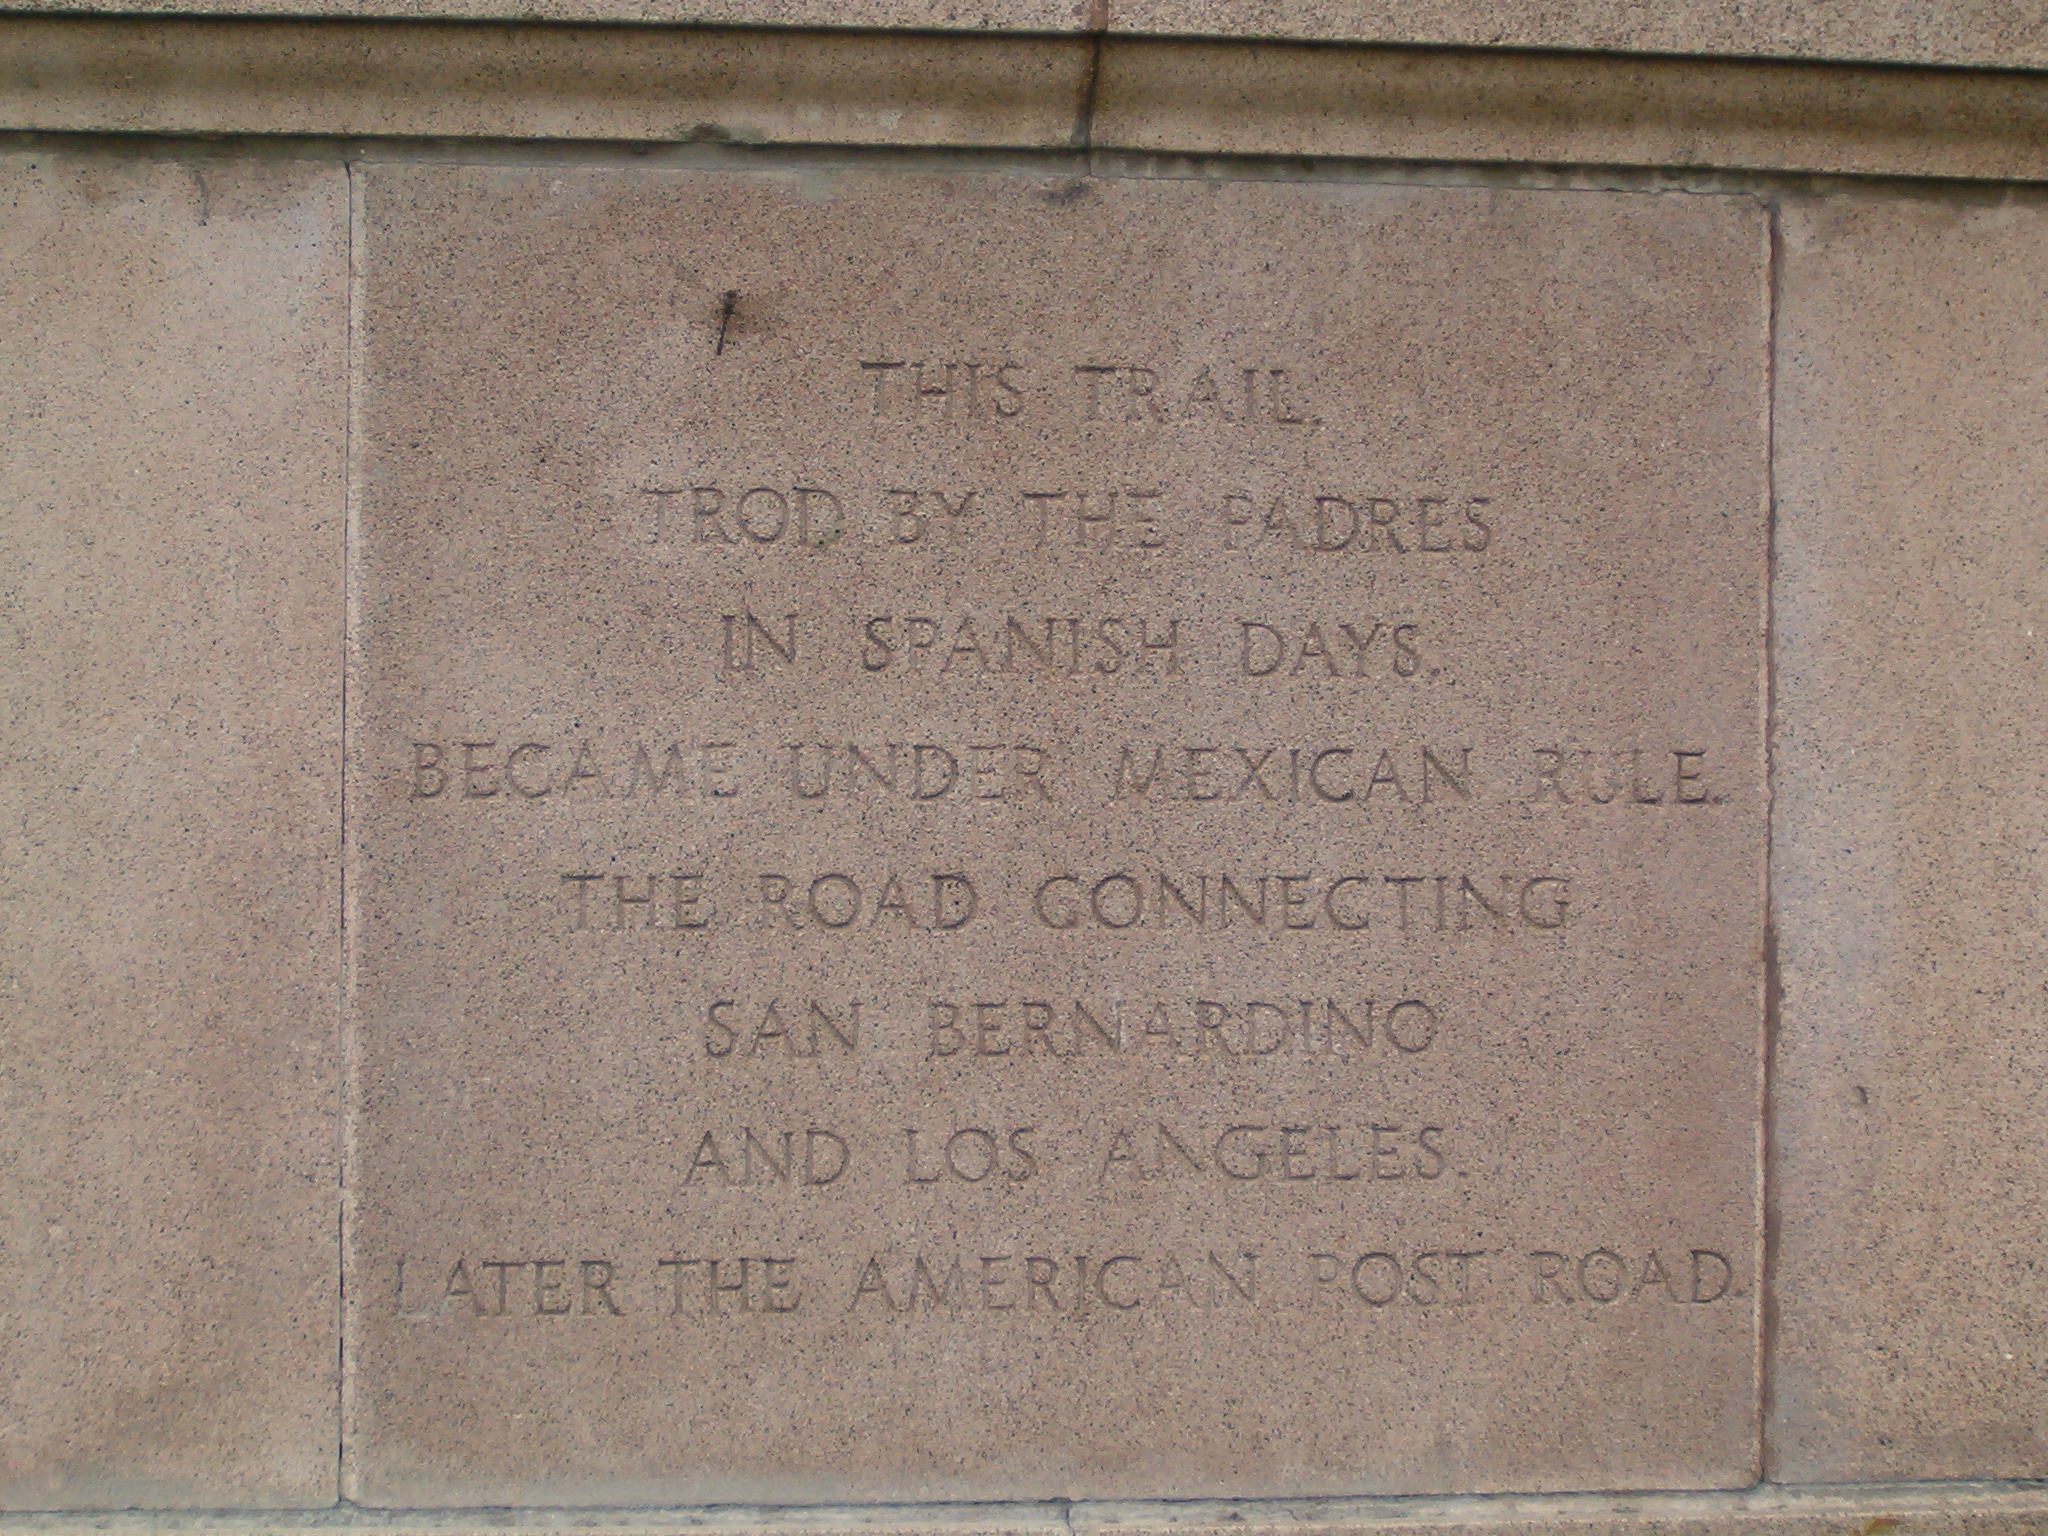 THIS TRAIL,
TROD BY THE PADRES
IN SPANISH DAYS.
BECAME UNDER MEXICAN RULE.
THE ROAD CONNECTING
SAN BERNARDINO
AND LOS ANGELES.
LATER THE AMERICAN POST ROAD.